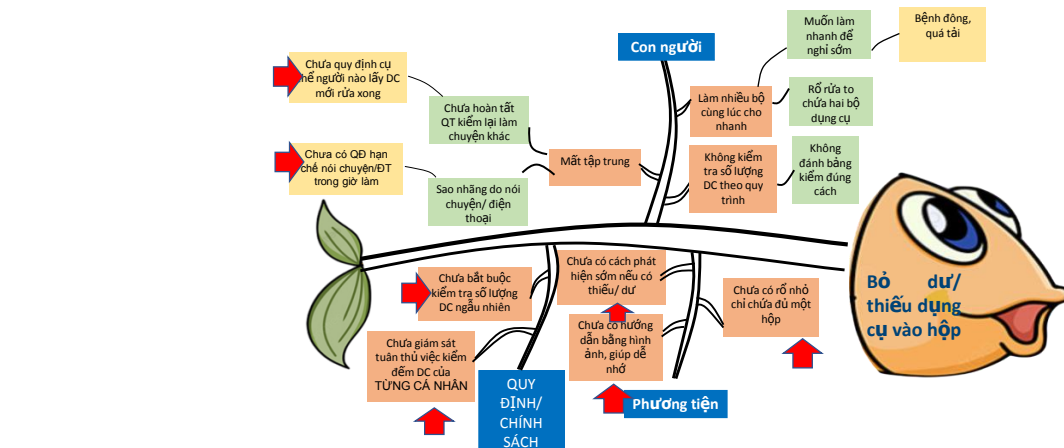 Muốn làm
nhanh để
nghỉ sớm
Bệnh đông,
quá tải
Con người
Chưa quy định cụ
thể người nào lấy DC
mới rửa xong
Làm nhiều bộ
cùng lúc cho
nhanh
Rổ rửa to
chứa hai bộ
dụng cụ
Chưa hoàn tất
QT kiểm lại làm
chuyện khác
Chưa có QĐ hạn
chế nói chuyện/ĐT
trong giờ làm
Mất tập trung
Không kiểm
tra số lượng
DC theo quy
trình
Không
đánh bảng
kiểm đúng
cách
Sao nhãng do nói
chuyện/ điện
thoại
Bỏ dư/
thiếu dụng
cụ vào hộp
Chưa bắt buộc
kiểm tra số lượng
DC ngẫu nhiên
Chưa có cách phát
hiện sớm nếu có
thiếu/ dư
Chưa có rổ nhỏ
chỉ chứa đủ một
hộp
Chưa giám sát
tuân thủ việc kiểm
đếm DC của
TỪNG CÁ NHÂN
Chưa có hướng
dẫn bằng hình
ảnh, giúp dễ
nhớ
QUY
ĐỊNH/
CHÍNH
SÁCH
Phương tiện